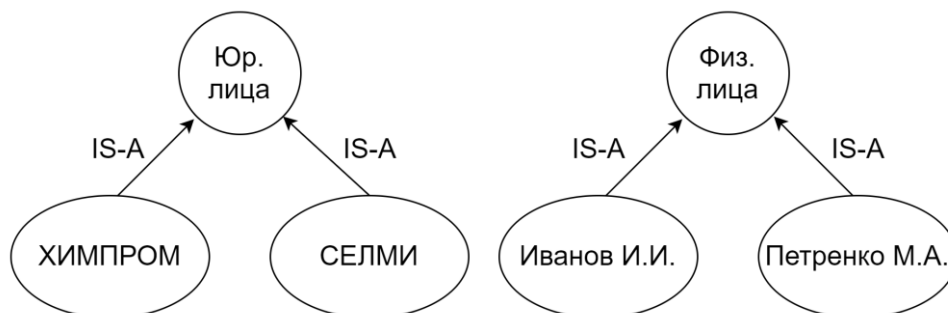 Юр.
лица
Физ.
лица
IS-A
IS-A
IS-A
IS-A
ХИМПРОМ
СЕЛМИ
Иванов И.И.
Петренко М.А.